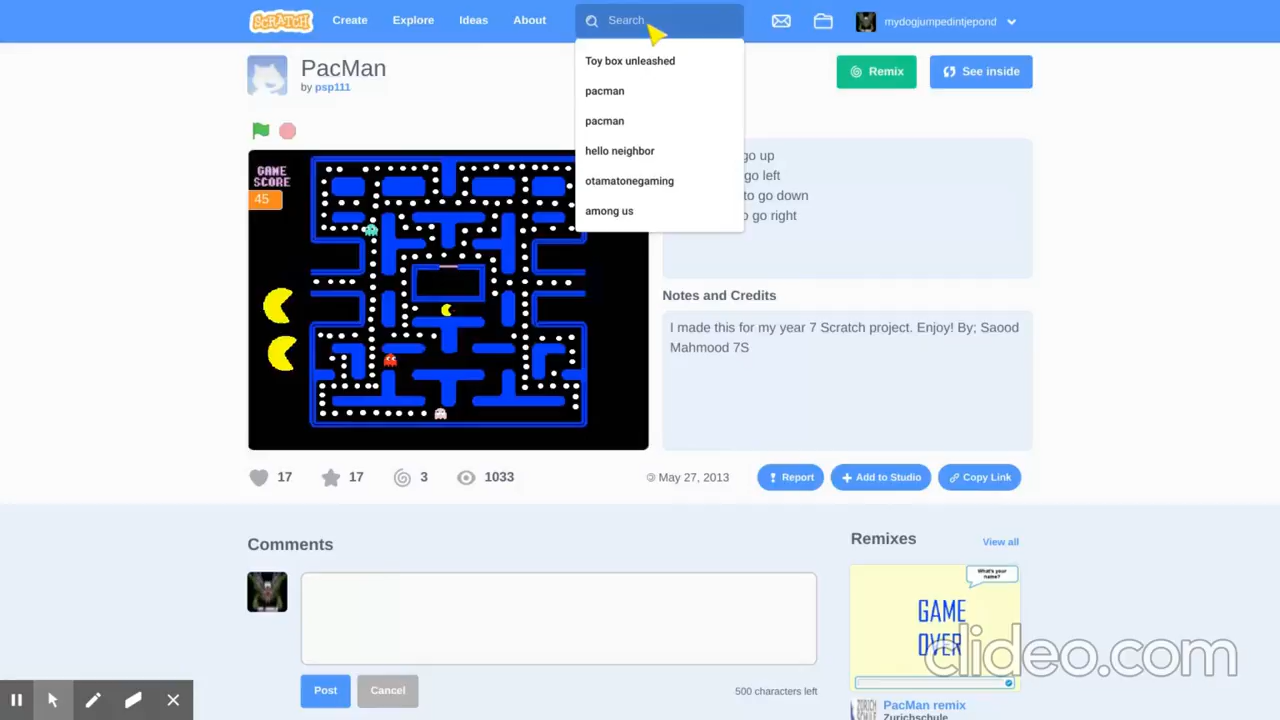 SCRATCH
Create
Explore
Ideas
About
Search
mydogjumpedintjepond
Toy box unleashed
pacman
pacman
hello neighbor
otamatonegaming
among us
PacMan
by psp111
Remix
See inside
GAME
SCORE
45
go up
go left
to go down
go right
Notes and Credits
I made this for my year 7 Scratch project. Enjoy! By; Saood
Mahmood 7S
17
17
3
1033
May 27, 2013
Report
Add to Studio
Copy Link
Comments
Post
Cancel
500 characters left
Remixes
View all
What's your
name?
GAME
OVER
clideo.com
PacMan remix
Zurichschule